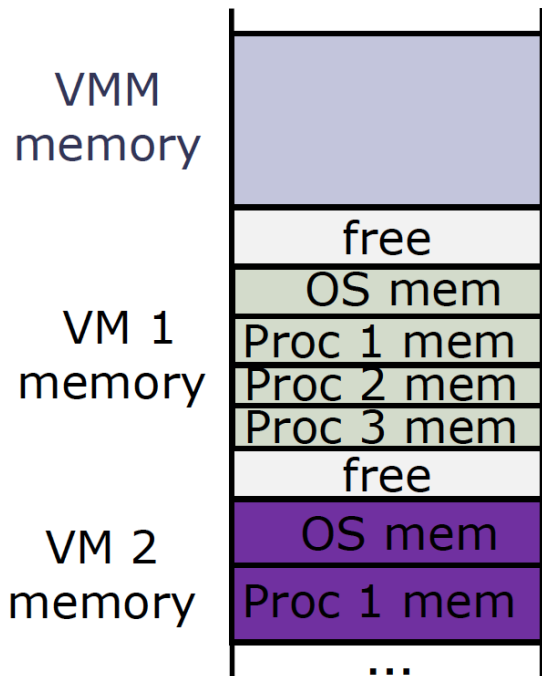 VMM
memory
free
OS mem
VM 1
memory
Proc 1 mem
Proc 2 mem
Proc 3 mem
free
VM 2
memory
OS mem
Proc 1 mem
...